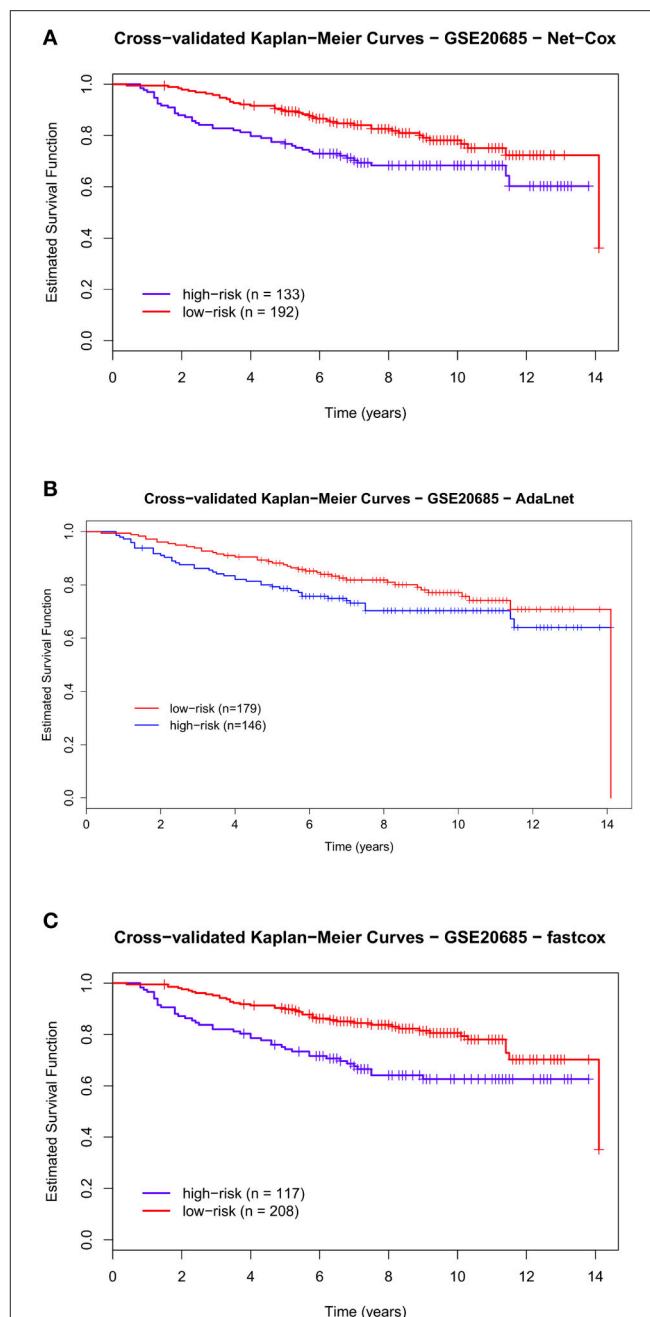 A
Cross−validated Kaplan−Meier Curves − GSE20685 − Net−Cox
Estimated Survival Function
1.0
0.8
0.6
0.4
0.2
0.0
high−risk (n = 133)
low−risk (n = 192)
0 2 4 6 8 10 12 14
Time (years)
B
Cross−validated Kaplan−Meier Curves − GSE20685 − AdaLnet
Estimated Survival Function
1.0
0.8
0.6
0.4
0.2
0.0
low−risk (n=179)
high−risk (n=146)
0 2 4 6 8 10 12 14
Time (years)
C
Cross−validated Kaplan−Meier Curves − GSE20685 − fastcox
Estimated Survival Function
1.0
0.8
0.6
0.4
0.2
0.0
high−risk (n = 117)
low−risk (n = 208)
0 2 4 6 8 10 12 14
Time (years)